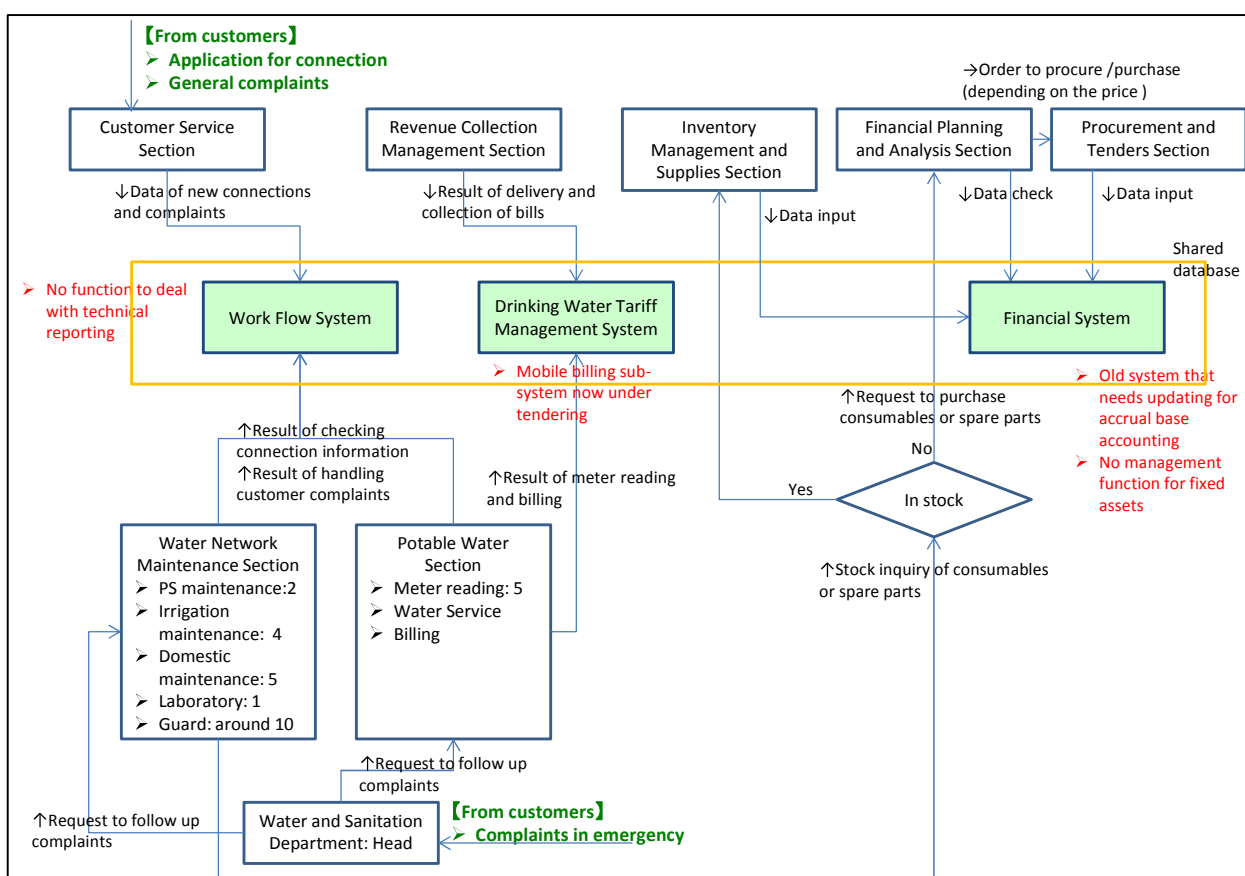 【From customers】
➢ Application for connection
➢ General complaints
→Order to procure /purchase
(depending on the price )
Customer Service
Section
Revenue Collection
Management Section
Inventory
Management and
Supplies Section
Financial Planning
and Analysis Section
Procurement and
Tenders Section
↓Data of new connections
and complaints
↓Result of delivery and
collection of bills
↓Data input
↓Data check
↓Data input
Shared
database
➢ No function to deal
with technical
reporting
Work Flow System
Drinking Water Tariff
Management System
Financial System
➢ Mobile billing sub-
system now under
tendering
➢ Old system that
needs updating for
accrual base
accounting
➢ No management
function for fixed
assets
↑Request to purchase
consumables or spare parts
No
Yes
In stock
↑Result of checking
connection information
↑Result of handling
customer complaints
↑Result of meter reading
and billing
↑Stock inquiry of consumables
or spare parts
Water Network
Maintenance Section
➢ PS maintenance:2
➢ Irrigation
maintenance: 4
➢ Domestic
maintenance: 5
➢ Laboratory: 1
➢ Guard: around 10
Potable Water
Section
➢ Meter reading: 5
➢ Water Service
➢ Billing
↑Request to follow up
complaints
↑Request to follow up
complaints
Water and Sanitation
Department: Head
【From customers】
➢ Complaints in emergency